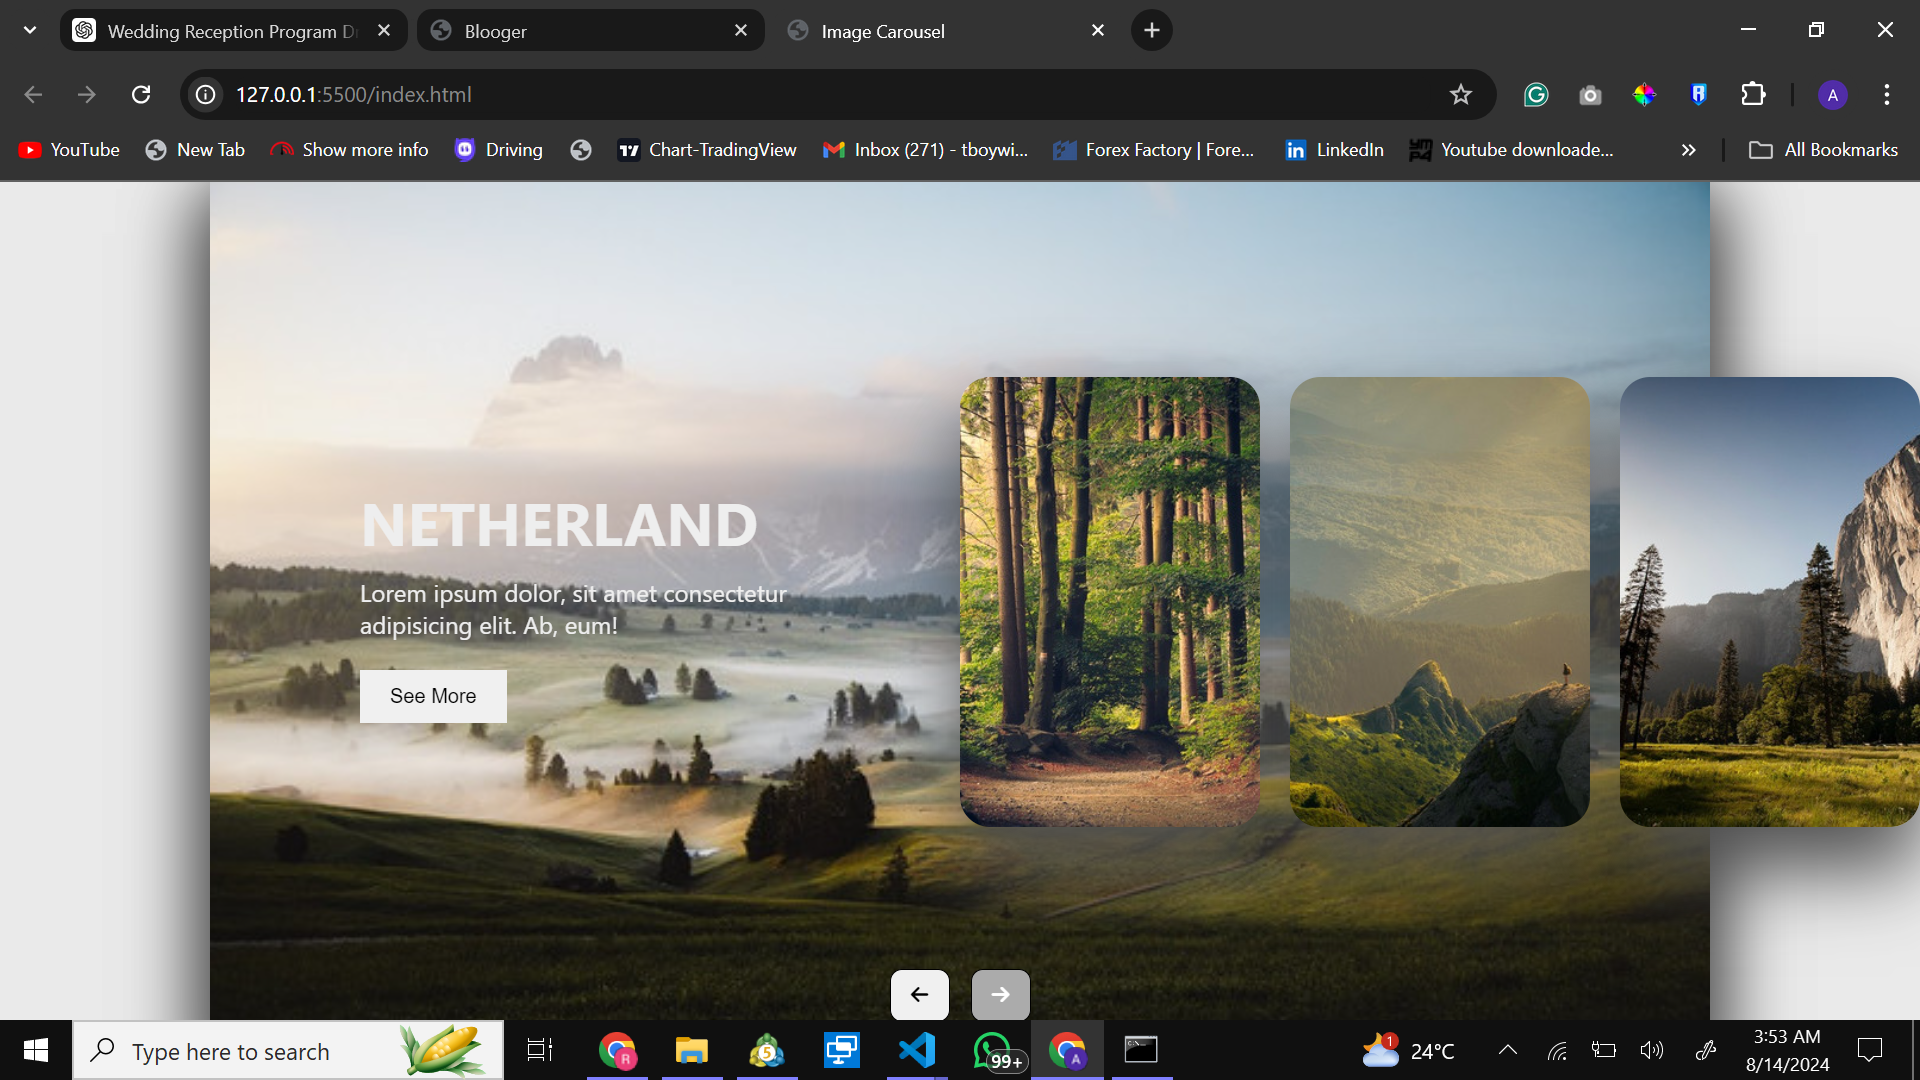 Wedding Reception Program Dr
Blooger
Image Carousel
127.0.0.1:5500/index.html
A
YouTube
New Tab
Show more info
Driving
Chart-TradingView
Inbox (271) - tboywi...
Forex Factory | Fore...
LinkedIn
Youtube downloade...
»
All Bookmarks
NETHERLAND
Lorem ipsum dolor, sit amet consectetur
adipisicing elit. Ab, eum!
See More
Type here to search
R
5
99+
A
1
24°C
3:53 AM
8/14/2024